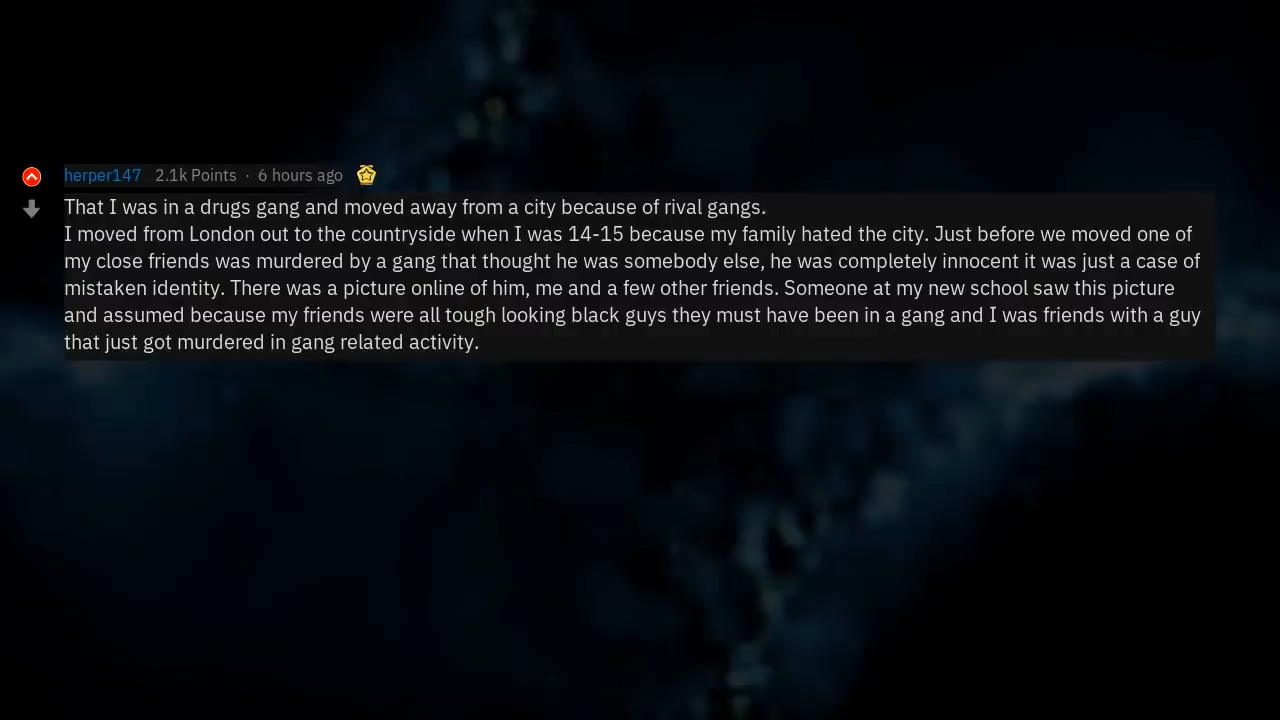 herper147 2.1k Points · 6 hours ago
That I was in a drugs gang and moved away from a city because of rival gangs.
I moved from London out to the countryside when I was 14-15 because my family hated the city. Just before we moved one of
my close friends was murdered by a gang that thought he was somebody else, he was completely innocent it was just a case of
mistaken identity. There was a picture online of him, me and a few other friends. Someone at my new school saw this picture
and assumed because my friends were all tough looking black guys they must have been in a gang and I was friends with a guy
that just got murdered in gang related activity.